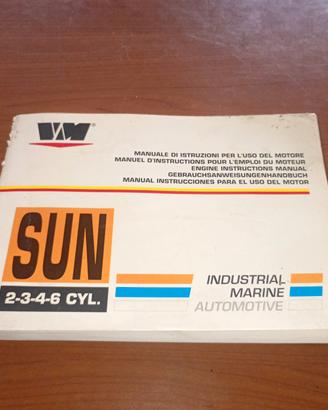 VM®
MANUALE DI ISTRUZIONI PER L'USO DEL MOTORE
MANUEL D'INSTRUCTIONS POUR L'EMPLOI DU MOTEUR
ENGINE INSTRUCTIONS MANUAL
GEBRAUCHSANWEISUNGENHANDBUCH
MANUAL INSTRUCCIONES PARA EL USO DEL MOTOR
SUN
2-3-4-6 CYL.
INDUSTRIAL
MARINE
AUTOMOTIVE